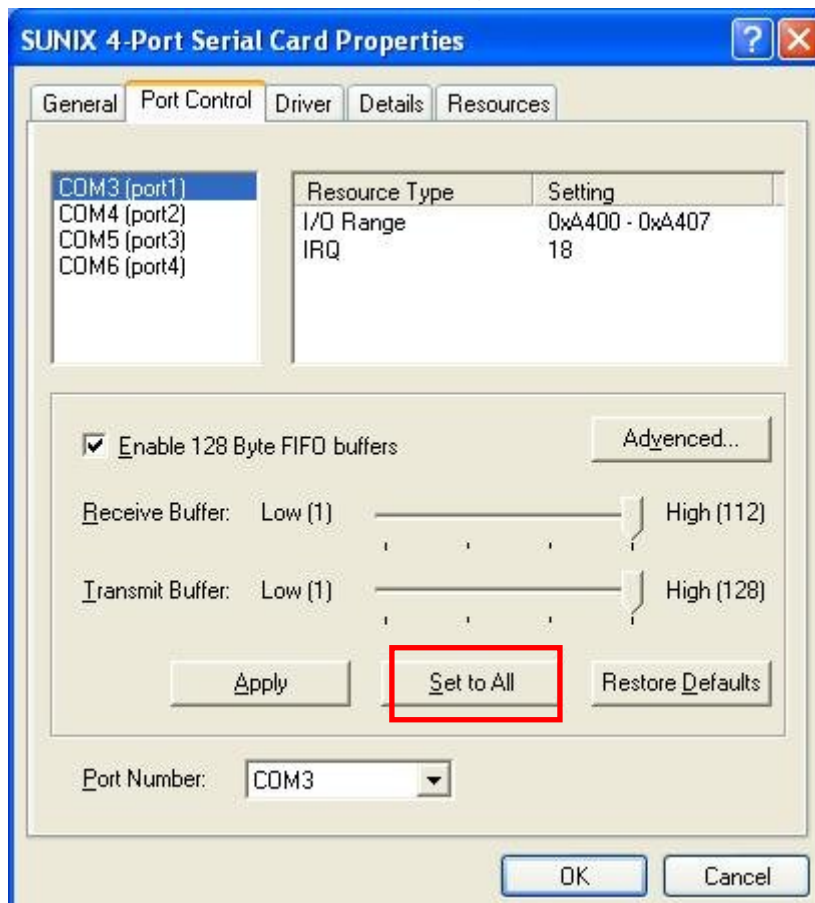 SUNIX 4-Port Serial Card Properties
General Port Control Driver Details Resources
COM3 (port1)
COM4 (port2)
COM5 (port3)
COM6 (port4)
Resource Type Setting
I/O Range 0xA400 - 0xA407
IRQ 18
Enable 128 Byte FIFO buffers
Advenced...
Receive Buffer: Low (1) High (112)
Transmit Buffer: Low (1) High (128)
Apply Set to All Restore Defaults
Port Number: COM3
OK Cancel